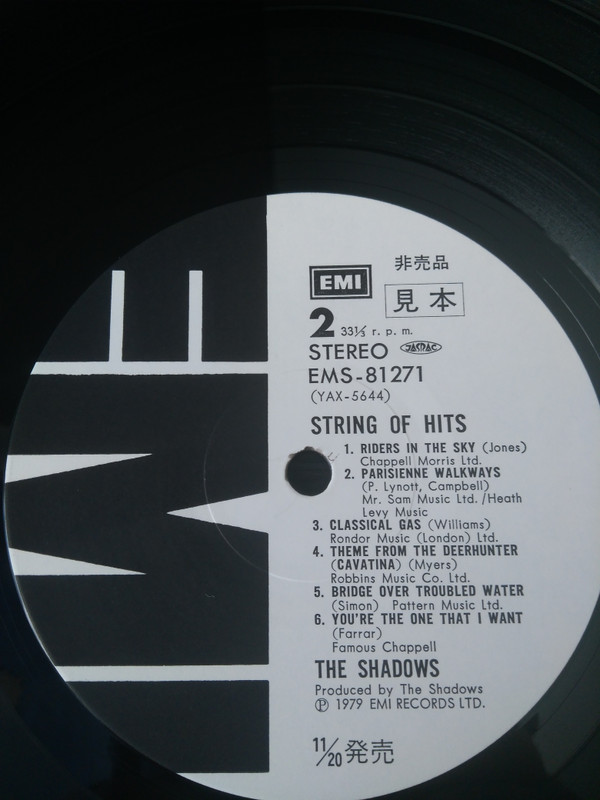 EMI
非売品
EMI
見本
2 33⅓ r. p. m.
STEREO JASRAC
EMS-81271
(YAX-5644)
STRING OF HITS
1. RIDERS IN THE SKY (Jones)
Chappell Morris Ltd.
2. PARISIENNE WALKWAYS
(P. Lynott, Campbell)
Mr. Sam Music Ltd./Heath
Levy Music
3. CLASSICAL GAS (Williams)
Rondor Music (London) Ltd.
4. THEME FROM THE DEERHUNTER
(CAVATINA) (Myers)
Robbins Music Co. Ltd.
5. BRIDGE OVER TROUBLED WATER
(Simon) Pattern Music Ltd.
6. YOU'RE THE ONE THAT I WANT
(Farrar)
Famous Chappell
THE SHADOWS
Produced by The Shadows
Ⓟ 1979 EMI RECORDS LTD.
11/20発売